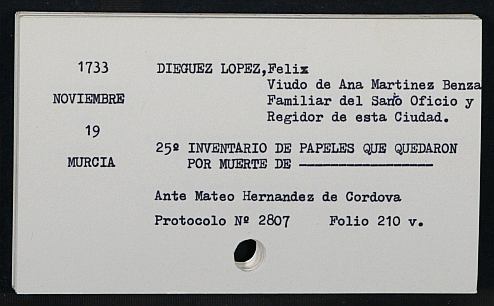 1733 DIEGUEZ LOPEZ,Felix
Viudo de Ana Martinez Benza
NOVIEMBRE Familiar del Santo Oficio y
Regidor de esta Ciudad.
19
25º INVENTARIO DE PAPELES QUE QUEDARON
MURCIA POR MUERTE DE -----------------
Ante Mateo Hernandez de Cordova
Protocolo Nº 2807 Folio 210 v.